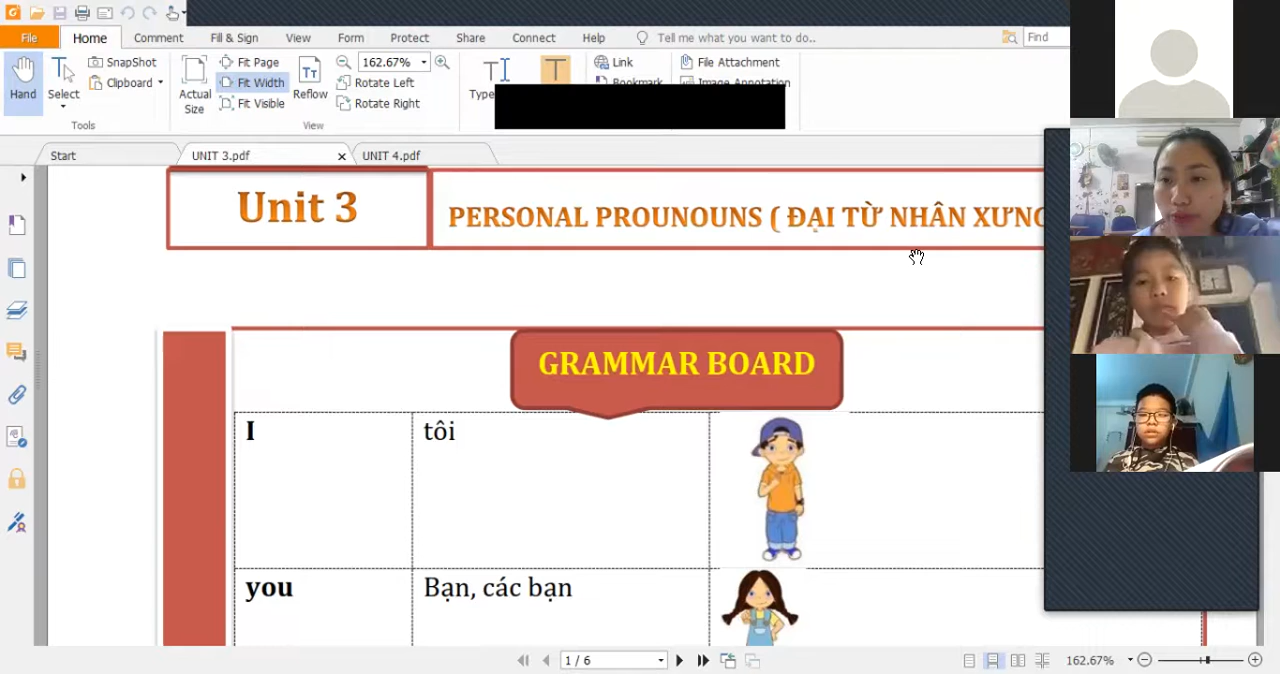 File Home Comment Fill & Sign View Form Protect Share Connect Help Tell me what you want to do.. Find
Hand
Select
SnapShot
Clipboard
Tools
Actual
Size
Fit Page
Fit Width
Fit Visible
Reflow
162.67%
Rotate Left
Rotate Right
View
Link
Bookmark
File Attachment
Image Annotation
Start UNIT 3.pdf UNIT 4.pdf
Unit 3
PERSONAL PROUNOUNS ( ĐẠI TỪ NHÂN XƯNG
GRAMMAR BOARD
I tôi
you Bạn, các bạn
1 / 6 162.67%